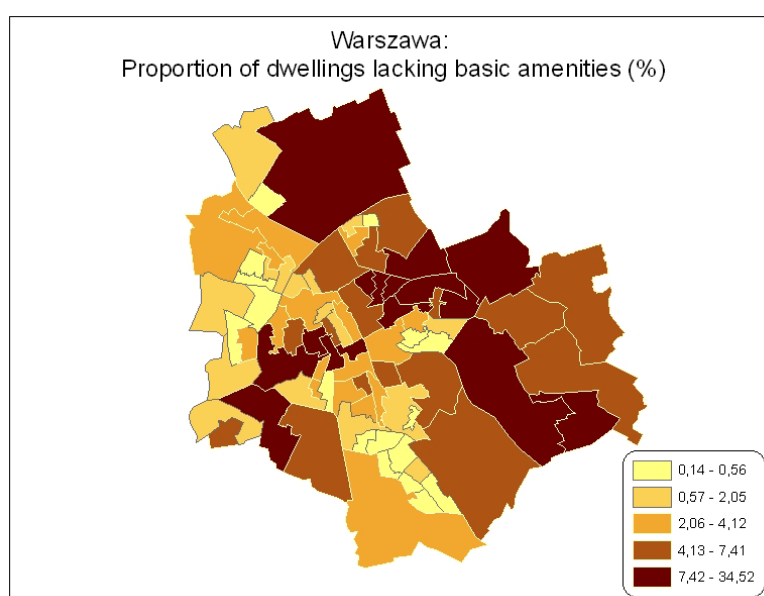 Warszawa:
Proportion of dwellings lacking basic amenities (%)
0,14 - 0,56
0,57 - 2,05
2,06 - 4,12
4,13 - 7,41
7,42 - 34,52